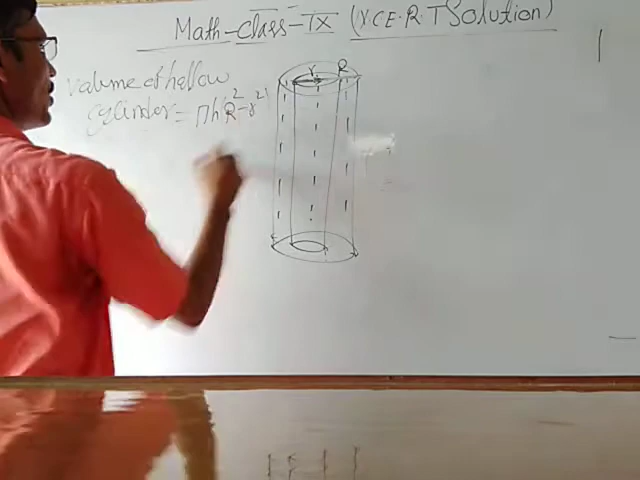 Math-Class-IX (N.C.E.R.T Solution)
volume of hollow
cylinder = πh(R²-r²)
r R